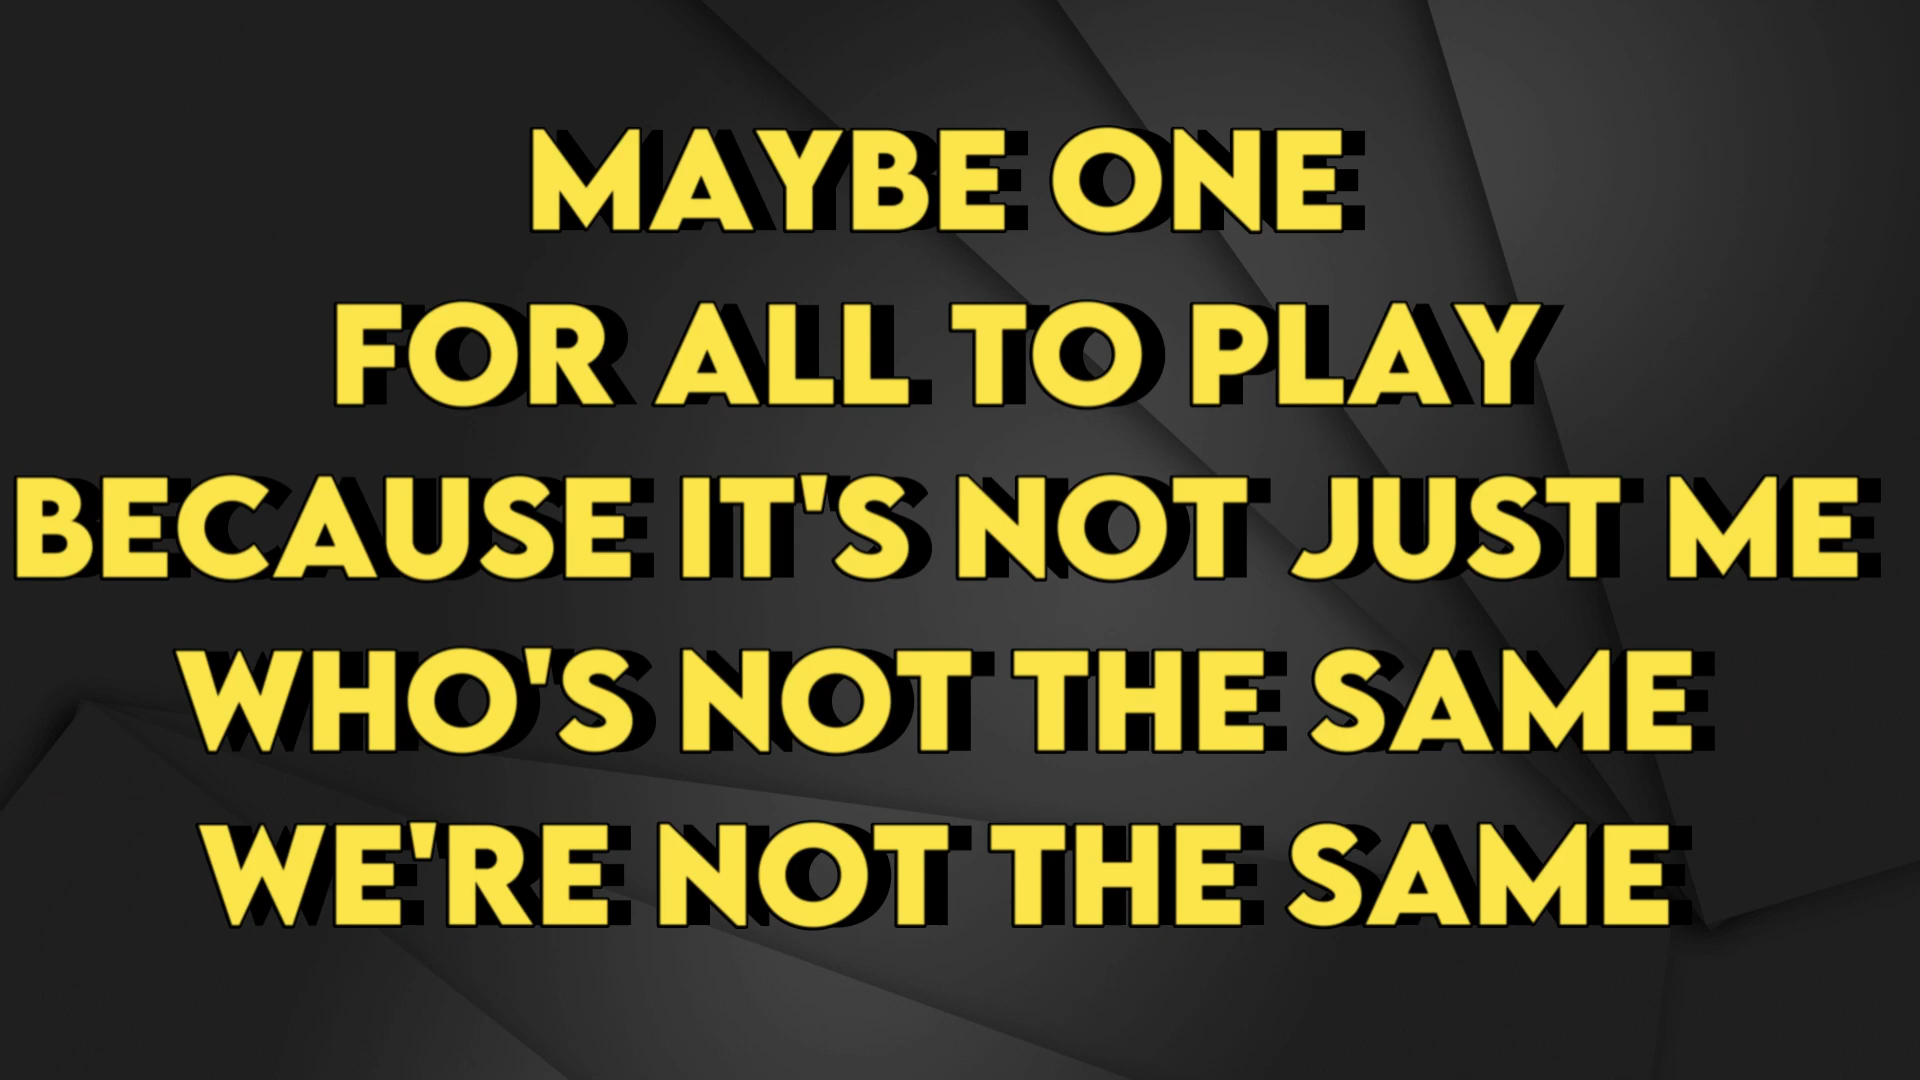 MAYBE ONE
FOR ALL TO PLAY
BECAUSE IT'S NOT JUST ME
WHO'S NOT THE SAME
WE'RE NOT THE SAME